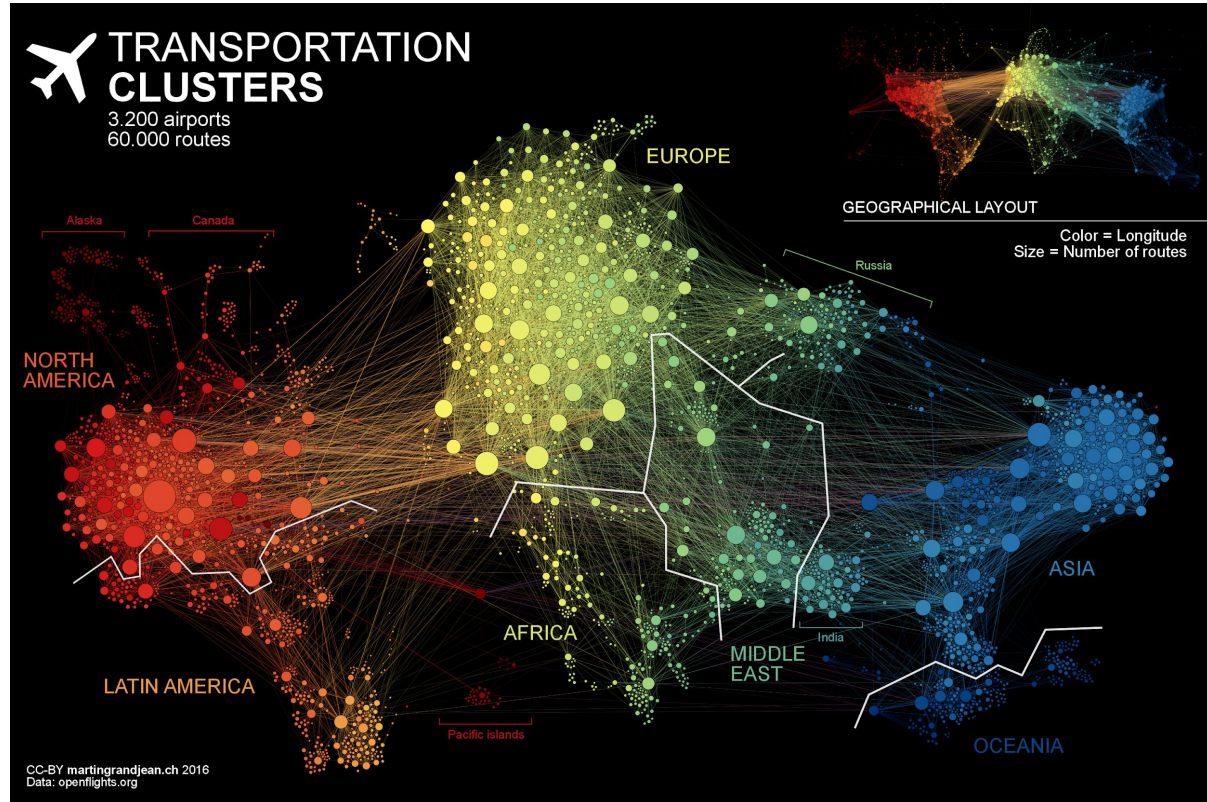 TRANSPORTATION
CLUSTERS
3.200 airports
60.000 routes
EUROPE
GEOGRAPHICAL LAYOUT
Color = Longitude
Size = Number of routes
Alaska
Canada
Russia
NORTH
AMERICA
ASIA
AFRICA
India
MIDDLE
EAST
LATIN AMERICA
Pacific islands
OCEANIA
CC-BY martingrandjean.ch 2016
Data: openflights.org